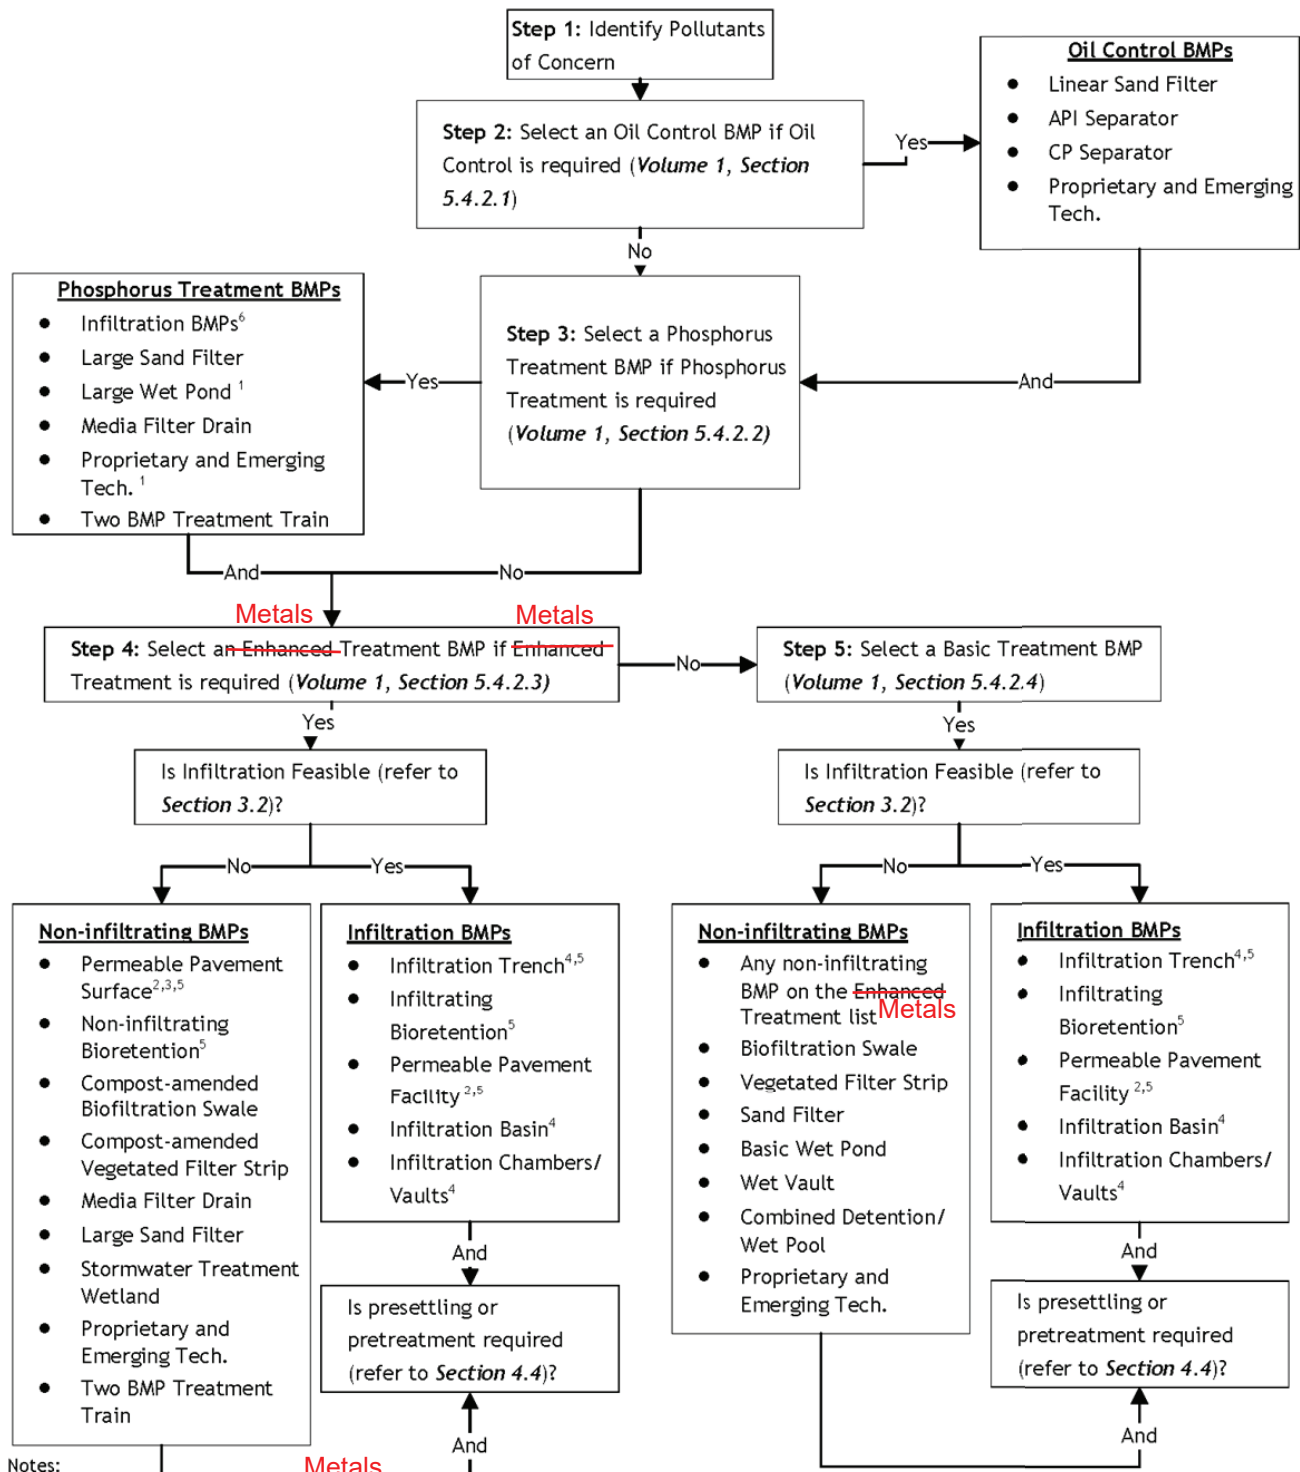 Step 1: Identify Pollutants
of Concern
Oil Control BMPs
● Linear Sand Filter
● API Separator
● CP Separator
● Proprietary and Emerging
Tech.
Step 2: Select an Oil Control BMP if Oil
Control is required (Volume 1, Section
5.4.2.1)
Yes
No
Phosphorus Treatment BMPs
● Infiltration BMPs6
● Large Sand Filter
● Large Wet Pond 1
● Media Filter Drain
● Proprietary and Emerging
Tech. 1
● Two BMP Treatment Train
Yes
Step 3: Select a Phosphorus
Treatment BMP if Phosphorus
Treatment is required
(Volume 1, Section 5.4.2.2)
And
And
No
Metals Metals
Step 4: Select an Enhanced Treatment BMP if Enhanced
Treatment is required (Volume 1, Section 5.4.2.3)
No
Step 5: Select a Basic Treatment BMP
(Volume 1, Section 5.4.2.4)
Yes
Yes
Is Infiltration Feasible (refer to
Section 3.2)?
Is Infiltration Feasible (refer to
Section 3.2)?
No
Yes
No
Yes
Non-infiltrating BMPs
● Permeable Pavement
Surface2,3,5
● Non-infiltrating
Bioretention5
● Compost-amended
Biofiltration Swale
● Compost-amended
Vegetated Filter Strip
● Media Filter Drain
● Large Sand Filter
● Stormwater Treatment
Wetland
● Proprietary and
Emerging Tech.
● Two BMP Treatment
Train
Infiltration BMPs
● Infiltration Trench4,5
● Infiltrating
Bioretention5
● Permeable Pavement
Facility 2,5
● Infiltration Basin4
● Infiltration Chambers/
Vaults4
And
Is presettling or
pretreatment required
(refer to Section 4.4)?
And
Non-infiltrating BMPs
● Any non-infiltrating
BMP on the Enhanced
Treatment list Metals
● Biofiltration Swale
● Vegetated Filter Strip
● Sand Filter
● Basic Wet Pond
● Wet Vault
● Combined Detention/
Wet Pool
● Proprietary and
Emerging Tech.
Infiltration BMPs
● Infiltration Trench4,5
● Infiltrating
Bioretention5
● Permeable Pavement
Facility 2,5
● Infiltration Basin4
● Infiltration Chambers/
Vaults4
And
Is presettling or
pretreatment required
(refer to Section 4.4)?
And
Notes:
Metals